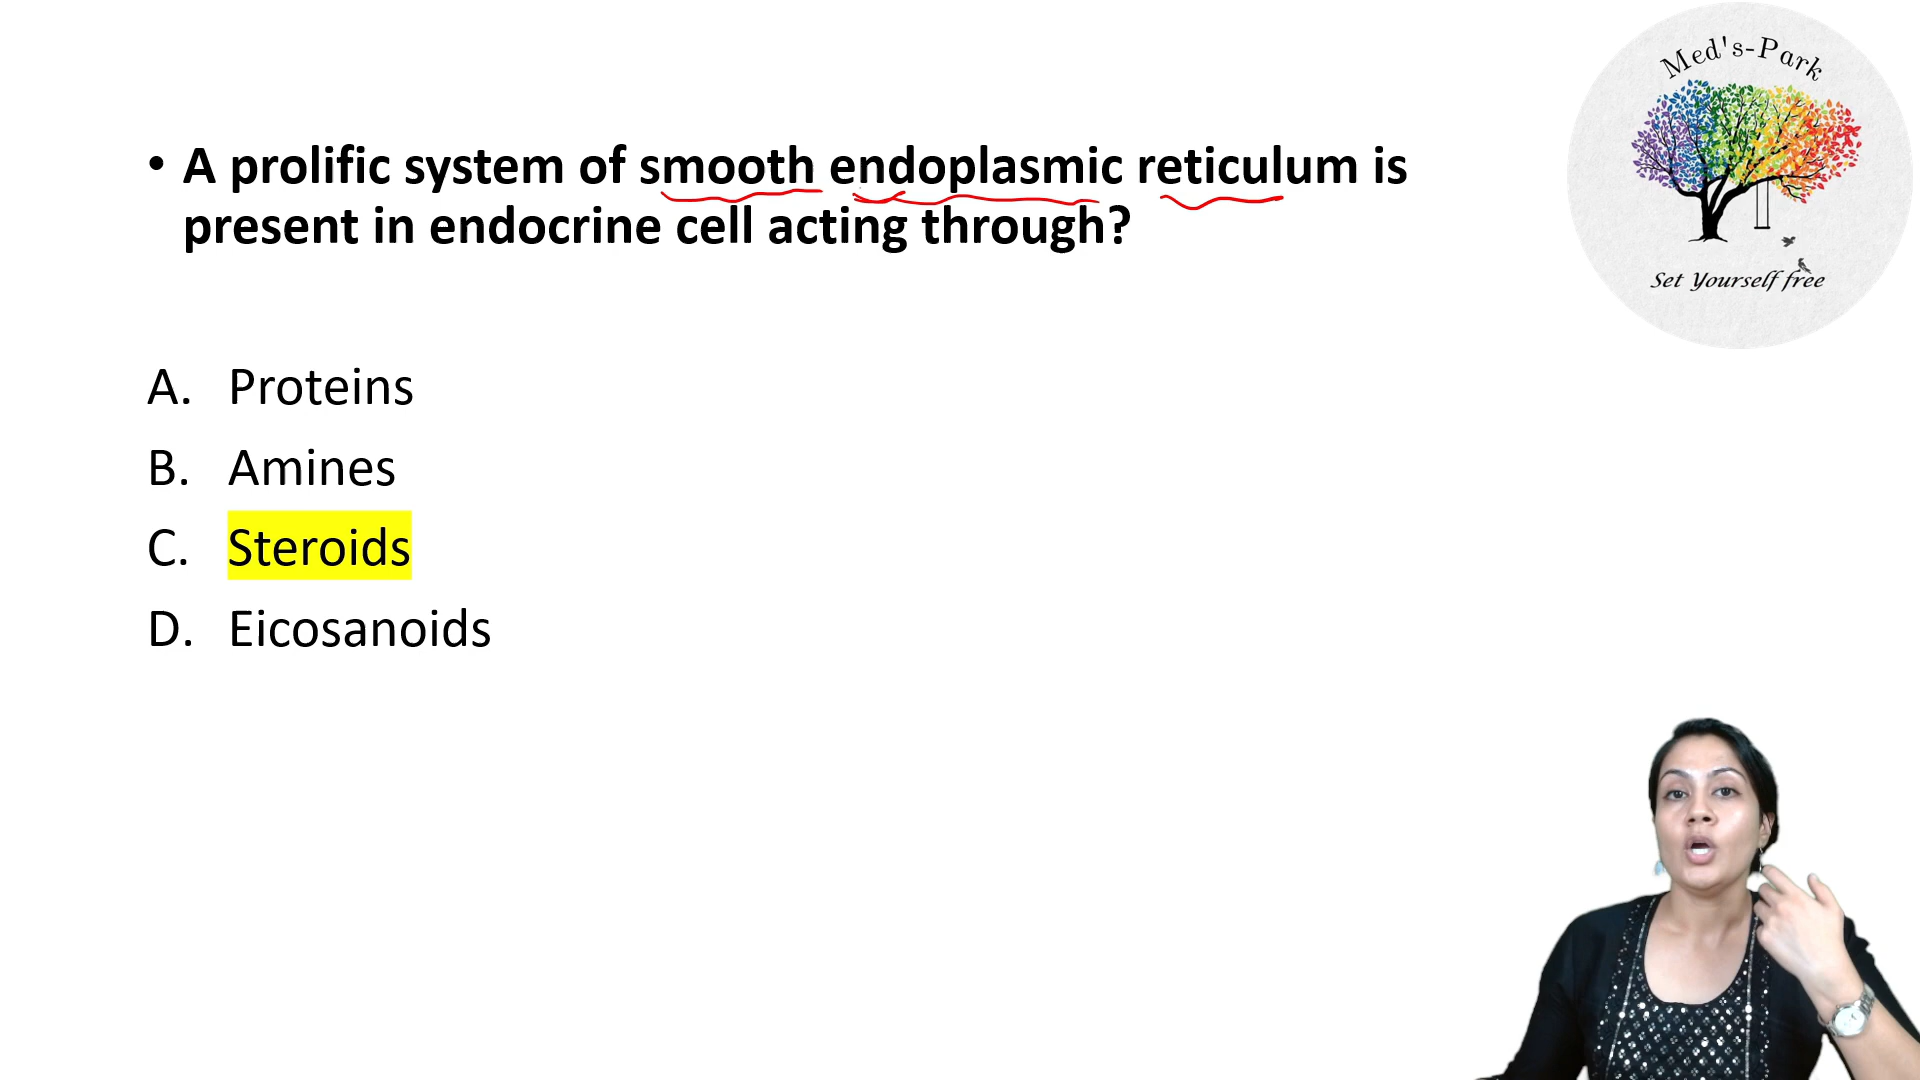 Med's-Park
• A prolific system of smooth endoplasmic reticulum is
present in endocrine cell acting through?
Set Yourself free
A. Proteins
B. Amines
C. Steroids
D. Eicosanoids